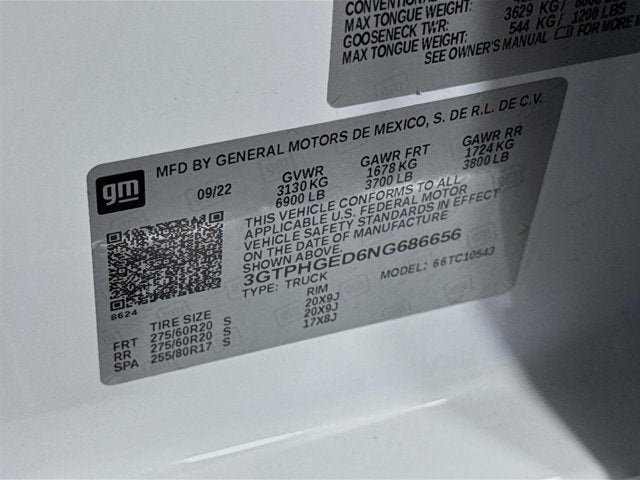 CONVENTIONAL
MAX TONGUE WEIGHT: 3629 KG /
GOOSENECK TWR: 544 KG / 1200 LBS
MAX TONGUE WEIGHT:
SEE OWNER'S MANUAL FOR MORE
MFD BY GENERAL MOTORS DE MEXICO, S. DE R.L. DE C.V.
gm
09/22
GVWR GAWR FRT GAWR RR
3130 KG 1678 KG 1724 KG
6900 LB 3700 LB 3800 LB
THIS VEHICLE CONFORMS TO ALL
APPLICABLE U.S. FEDERAL MOTOR
VEHICLE SAFETY STANDARDS IN EFFECT
ON THE DATE OF MANUFACTURE
SHOWN ABOVE.
3GTPHGED6NG686656
TYPE: TRUCK MODEL: 66TC10543
8624
TIRE SIZE RIM
FRT 275/60R20 S 20X9J
RR 275/60R20 S 20X9J
SPA 255/80R17 S 17X8J